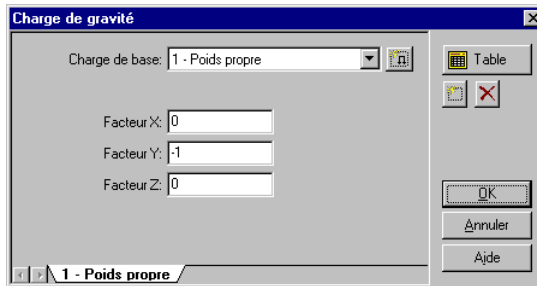 Charge de gravité
Charge de base: 1 - Poids propre
Table
Facteur X: 0
Facteur Y: -1
Facteur Z: 0
OK
Annuler
Aide
1 - Poids propre